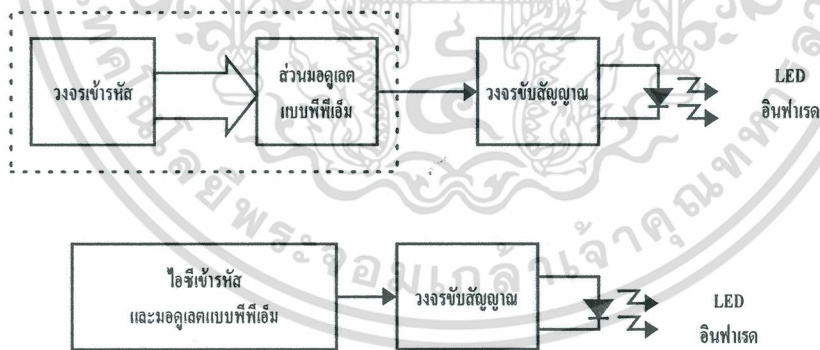 วงจรเข้ารหัส
ส่วนมอดูเลต
แบบพีพีเอ็ม
วงจรขับสัญญาณ
LED
อินฟาเรด
ไอซีเข้ารหัส
และมอดูเลตแบบพีพีเอ็ม
วงจรขับสัญญาณ
LED
อินฟาเรด